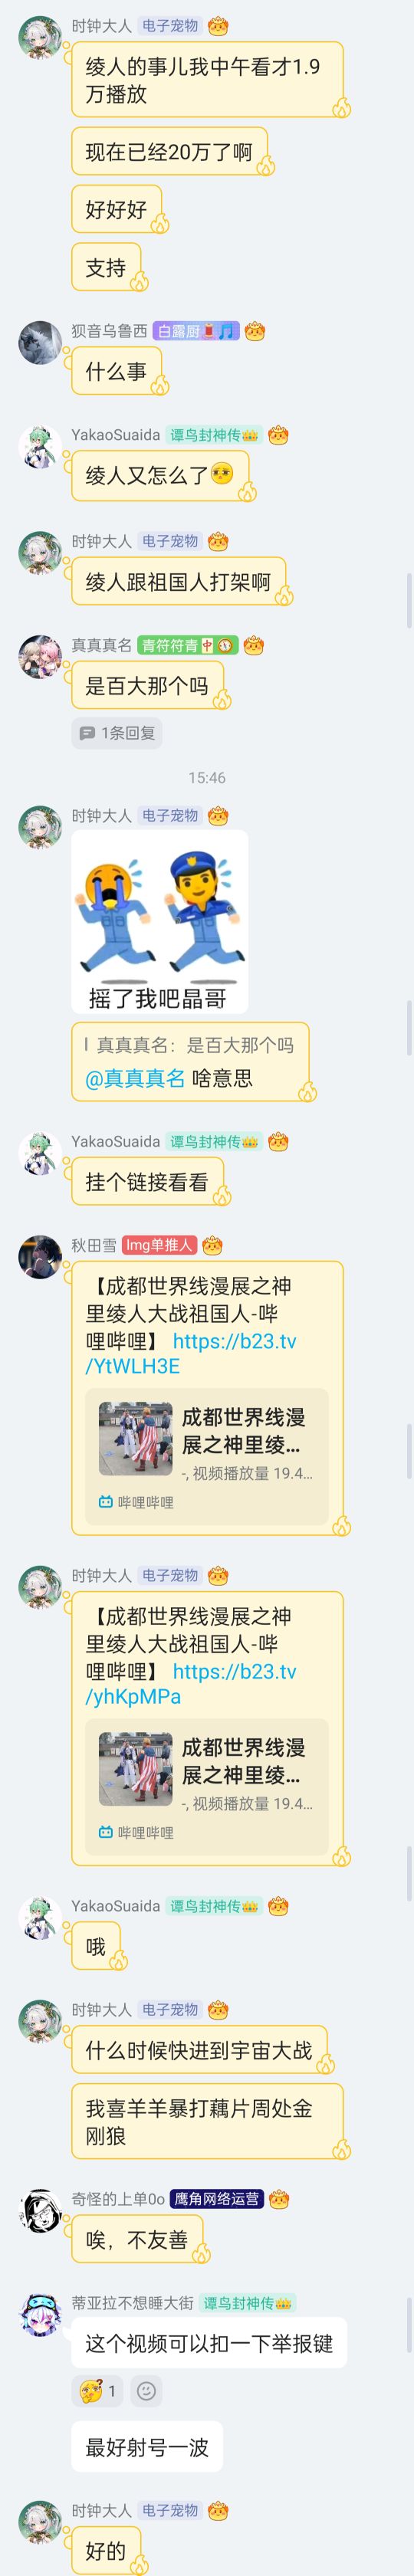 时钟大人 电子宠物
绫人的事儿我中午看才1.9
万播放
现在已经20万了啊
好好好
支持
狈音乌鲁西 白露厨
什么事
YakaoSuaida 谭鸟封神传
绫人又怎么了
时钟大人 电子宠物
绫人跟祖国人打架啊
真真真名 青符符青
是百大那个吗
1条回复
15:46
时钟大人 电子宠物
摇了我吧晶哥
真真真名：是百大那个吗
@真真真名 啥意思
YakaoSuaida 谭鸟封神传
挂个链接看看
秋田雪 lmg单推人
【成都世界线漫展之神
里绫人大战祖国人-哔
哩哔哩】 https://b23.tv
/YtWLH3E
成都世界线漫
展之神里绫...
-, 视频播放量 19.4...
哔哩哔哩
时钟大人 电子宠物
【成都世界线漫展之神
里绫人大战祖国人-哔
哩哔哩】 https://b23.tv
/yhKpMPa
成都世界线漫
展之神里绫...
-, 视频播放量 19.4...
哔哩哔哩
YakaoSuaida 谭鸟封神传
哦
时钟大人 电子宠物
什么时候快进到宇宙大战
我喜羊羊暴打藕片周处金
刚狼
奇怪的上单0o 鹰角网络运营
唉，不友善
蒂亚拉不想睡大街 谭鸟封神传
这个视频可以扣一下举报键
1
最好射号一波
时钟大人 电子宠物
好的